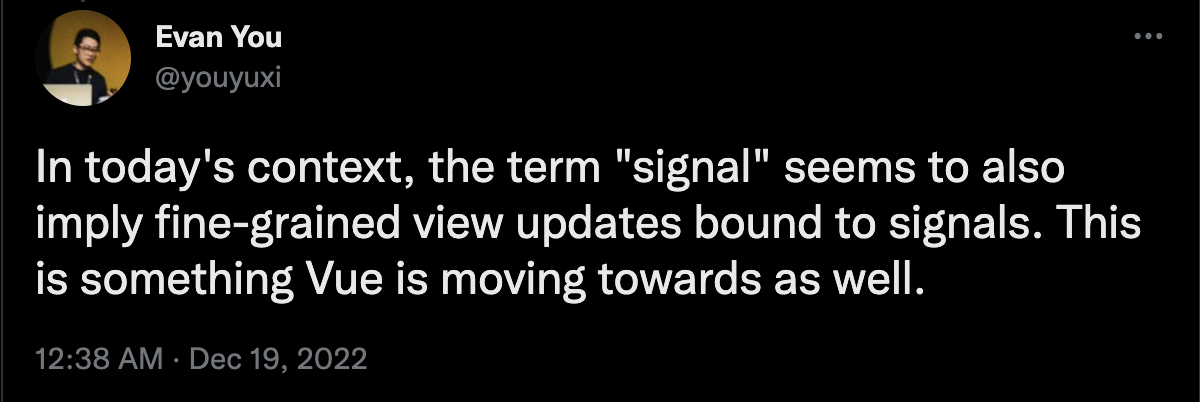 Evan You
@youyuxi
In today's context, the term "signal" seems to also
imply fine-grained view updates bound to signals. This
is something Vue is moving towards as well.
12:38 AM · Dec 19, 2022